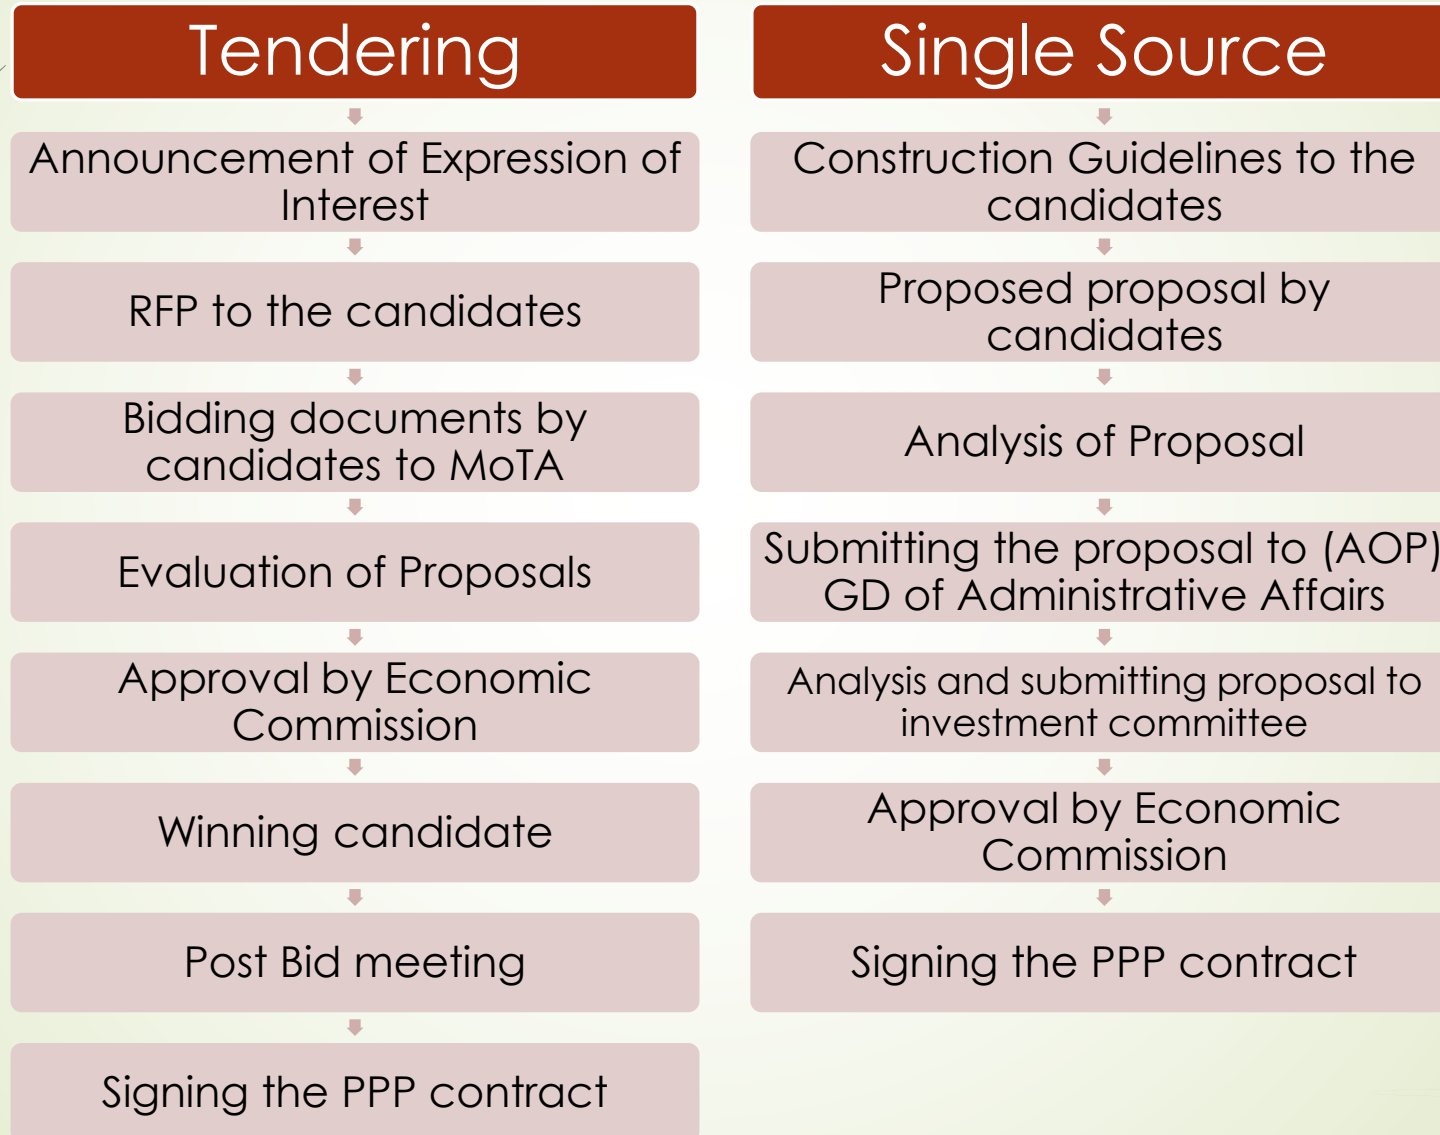 Tendering
Announcement of Expression of
Interest
RFP to the candidates
Bidding documents by
candidates to MoTA
Evaluation of Proposals
Approval by Economic
Commission
Winning candidate
Post Bid meeting
Signing the PPP contract
Single Source
Construction Guidelines to the
candidates
Proposed proposal by
candidates
Analysis of Proposal
Submitting the proposal to (AOP)
GD of Administrative Affairs
Analysis and submitting proposal to
investment committee
Approval by Economic
Commission
Signing the PPP contract